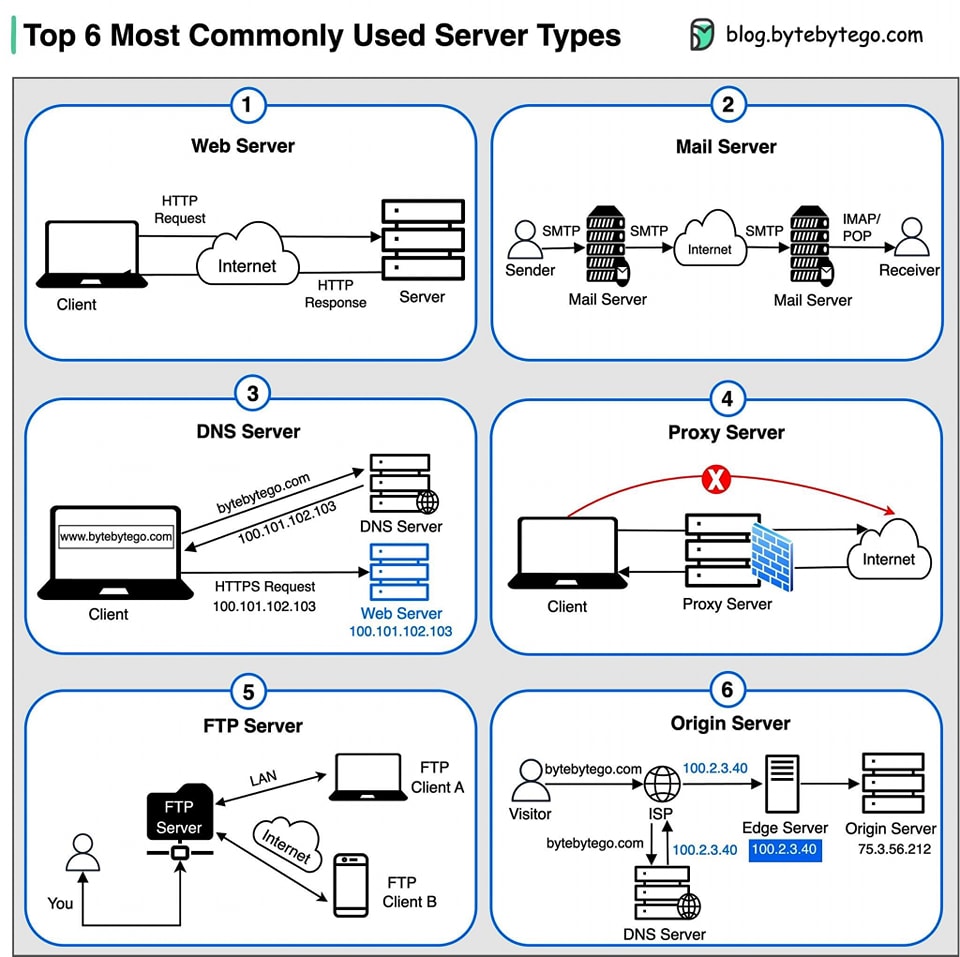 Top 6 Most Commonly Used Server Types
blog.bytebytego.com
1
Web Server
HTTP
Request
Internet
HTTP
Response
Client
Server
2
Mail Server
SMTP
SMTP
Internet
SMTP
IMAP/
POP
Sender
Mail Server
Mail Server
Receiver
3
DNS Server
bytebytego.com
100.101.102.103
DNS Server
www.bytebytego.com
HTTPS Request
100.101.102.103
Client
Web Server
100.101.102.103
4
Proxy Server
X
Internet
Client
Proxy Server
5
FTP Server
LAN
FTP
Client A
FTP
Server
Internet
You
FTP
Client B
6
Origin Server
bytebytego.com
100.2.3.40
Visitor
ISP
Edge Server
100.2.3.40
Origin Server
75.3.56.212
bytebytego.com
100.2.3.40
DNS Server